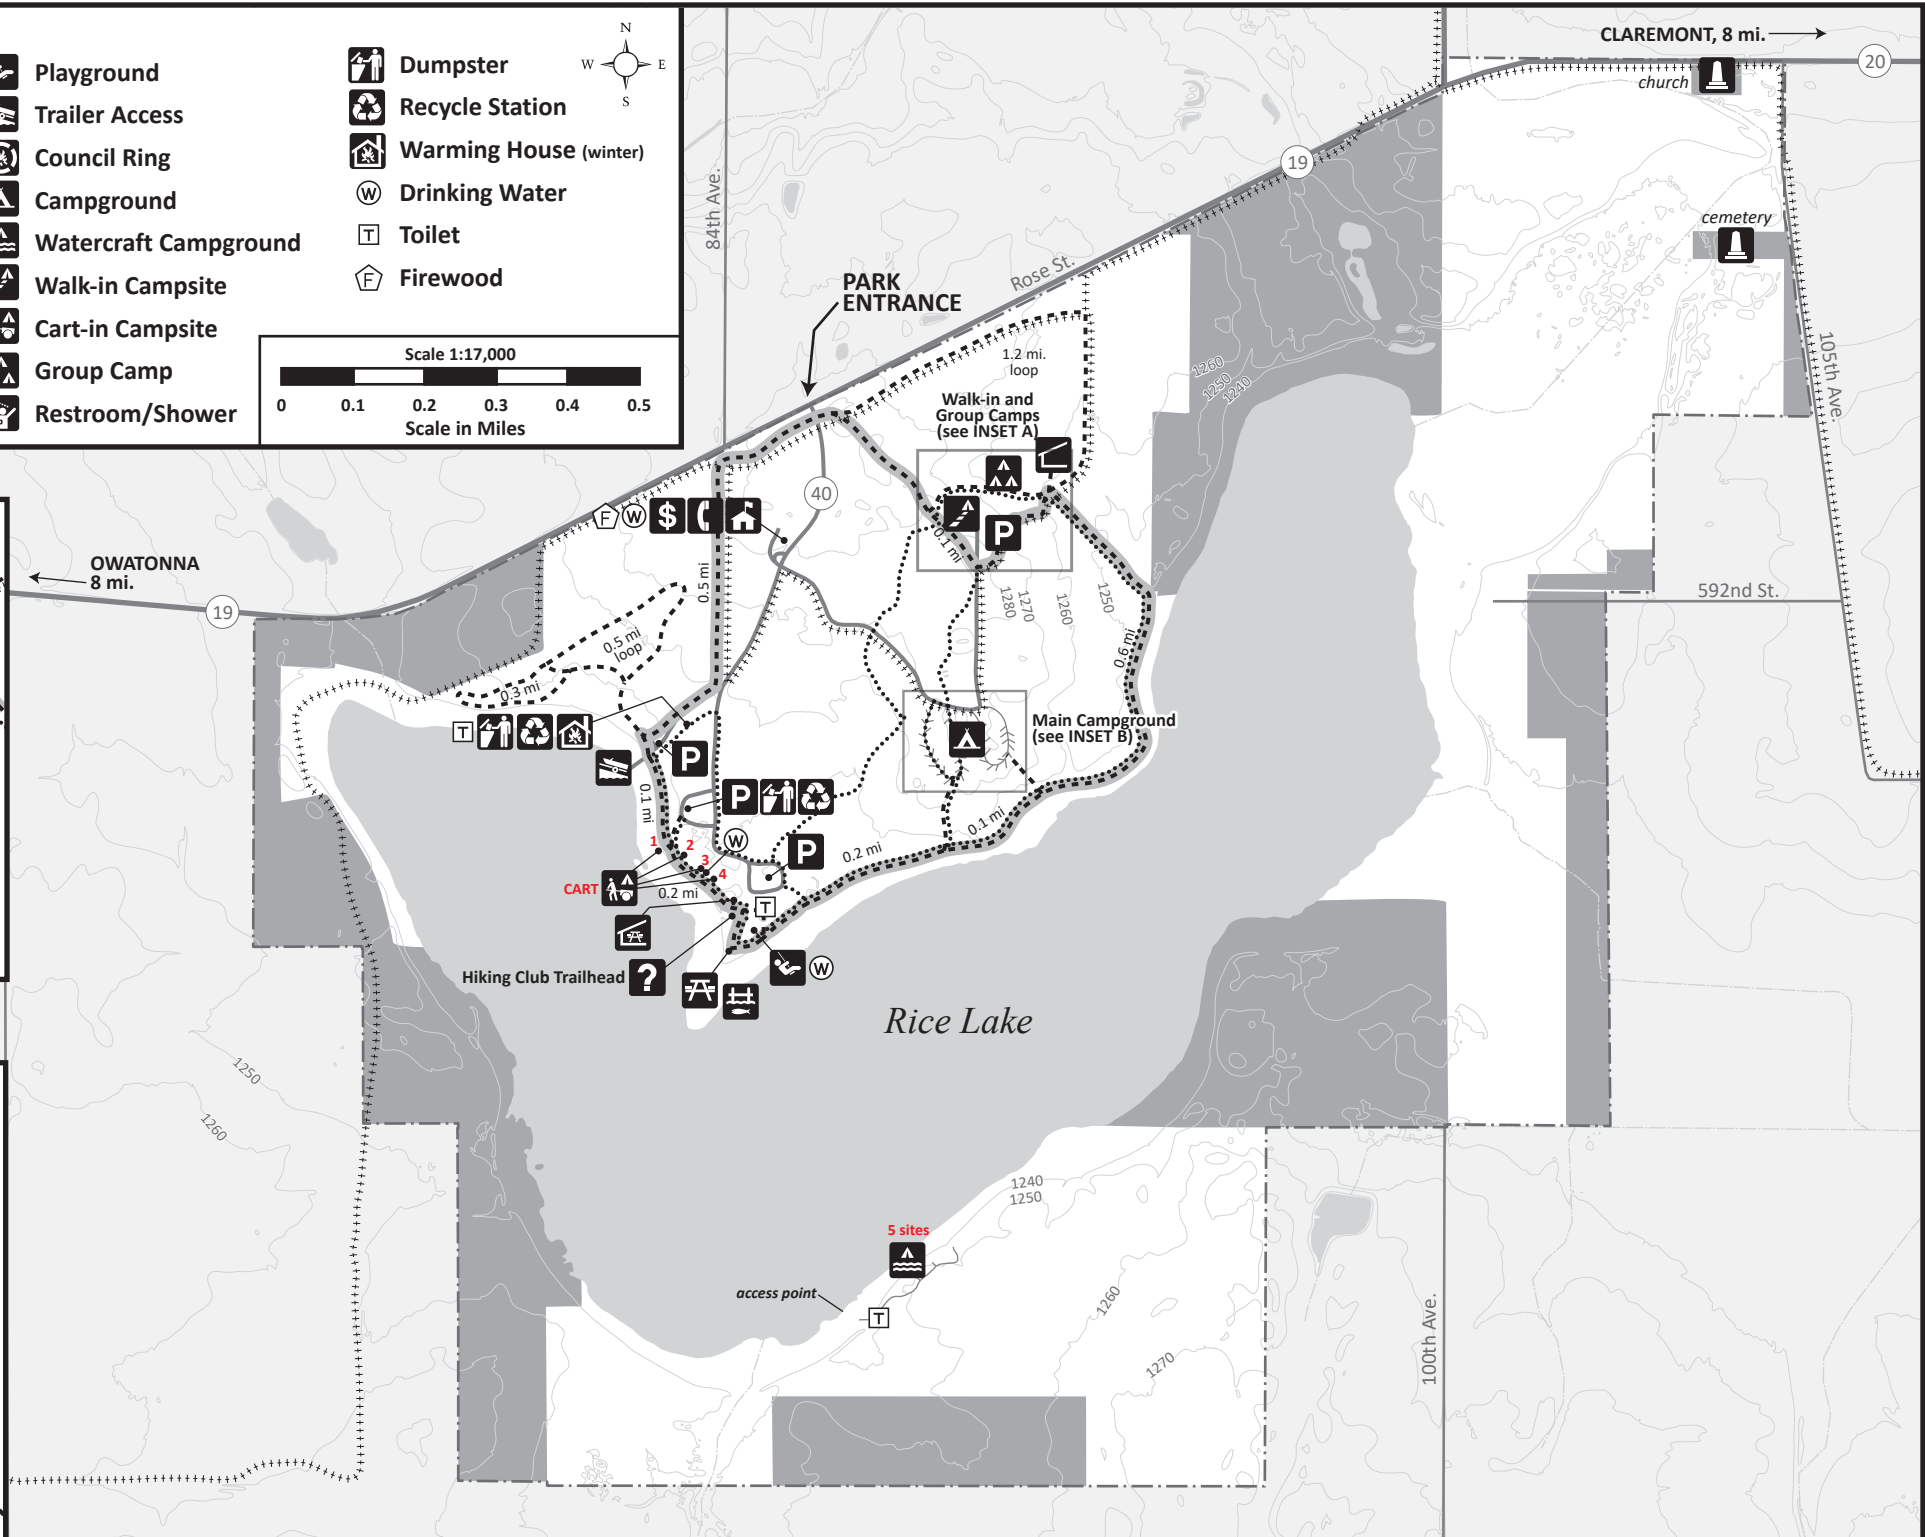 Playground
Trailer Access
Council Ring
Campground
Watercraft Campground
Walk-in Campsite
Cart-in Campsite
Group Camp
Restroom/Shower
Dumpster
Recycle Station
Warming House (winter)
W Drinking Water
T Toilet
F Firewood
N
W E
S
Scale 1:17,000
0 0.1 0.2 0.3 0.4 0.5
Scale in Miles
CLAREMONT, 8 mi.
20
church
19
cemetery
84th Ave.
Rose St.
PARK
ENTRANCE
105th Ave.
1.2 mi.
loop
1260
1250
1240
Walk-in and
Group Camps
(see INSET A)
40
F W $
P
0.1 mi
OWATONNA
8 mi.
19
0.5 mi
1280
1270
1260
1250
592nd St.
0.5 mi
loop
0.6 mi
0.3 mi
Main Campground
(see INSET B)
T
P
0.1 mi
P
1
2
3
4
W
P
0.1 mi
0.2 mi
CART
0.2 mi
T
Hiking Club Trailhead ?
W
Rice Lake
1250
1260
1240
1250
5 sites
access point
T
1260
1270
100th Ave.